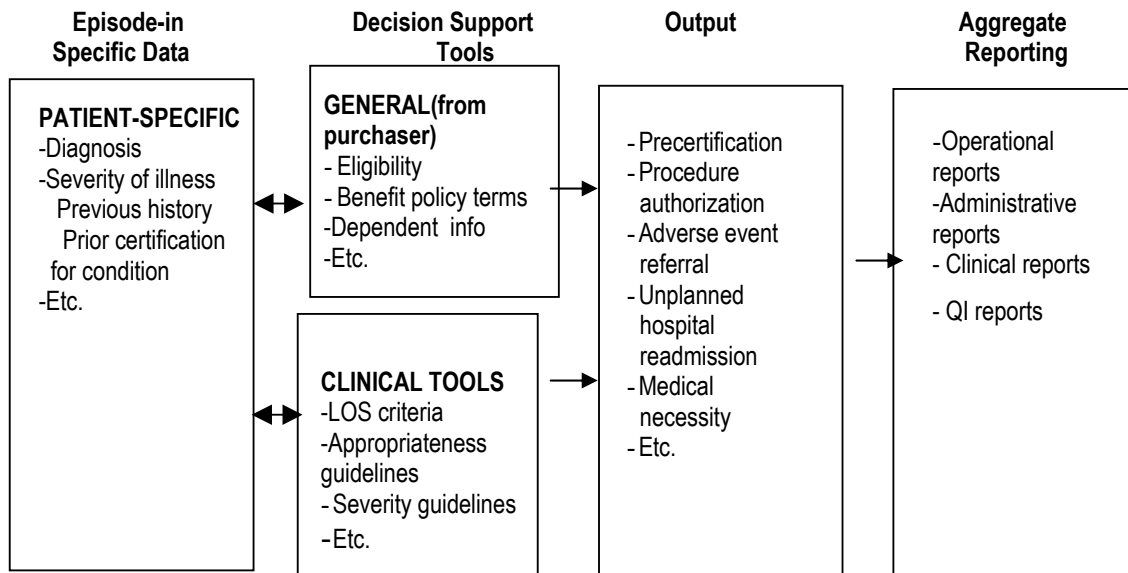 Episode-in
Specific Data
Decision Support
Tools
Output
Aggregate
Reporting
PATIENT-SPECIFIC
-Diagnosis
-Severity of illness
Previous history
Prior certification
for condition
-Etc.
GENERAL(from
purchaser)
- Eligibility
- Benefit policy terms
-Dependent info
-Etc.
CLINICAL TOOLS
-LOS criteria
-Appropriateness
guidelines
- Severity guidelines
-Etc.
- Precertification
- Procedure
authorization
- Adverse event
referral
- Unplanned
hospital
readmission
- Medical
necessity
- Etc.
-Operational
reports
-Administrative
reports
- Clinical reports
- QI reports